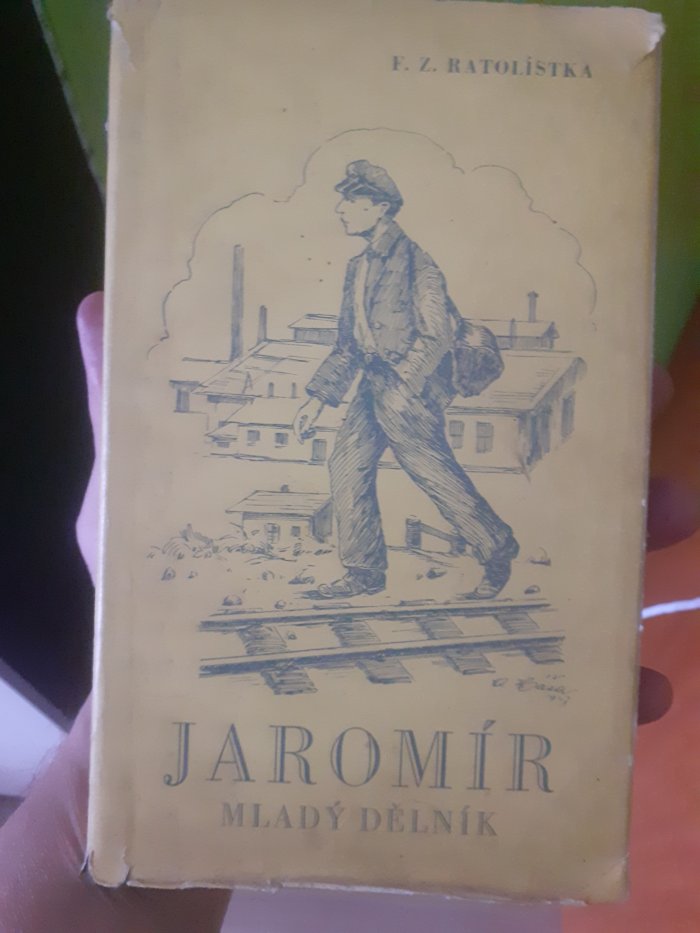 F. Z. RATOLÍSTKA
JAROMÍR
MLADÝ DĚLNÍK